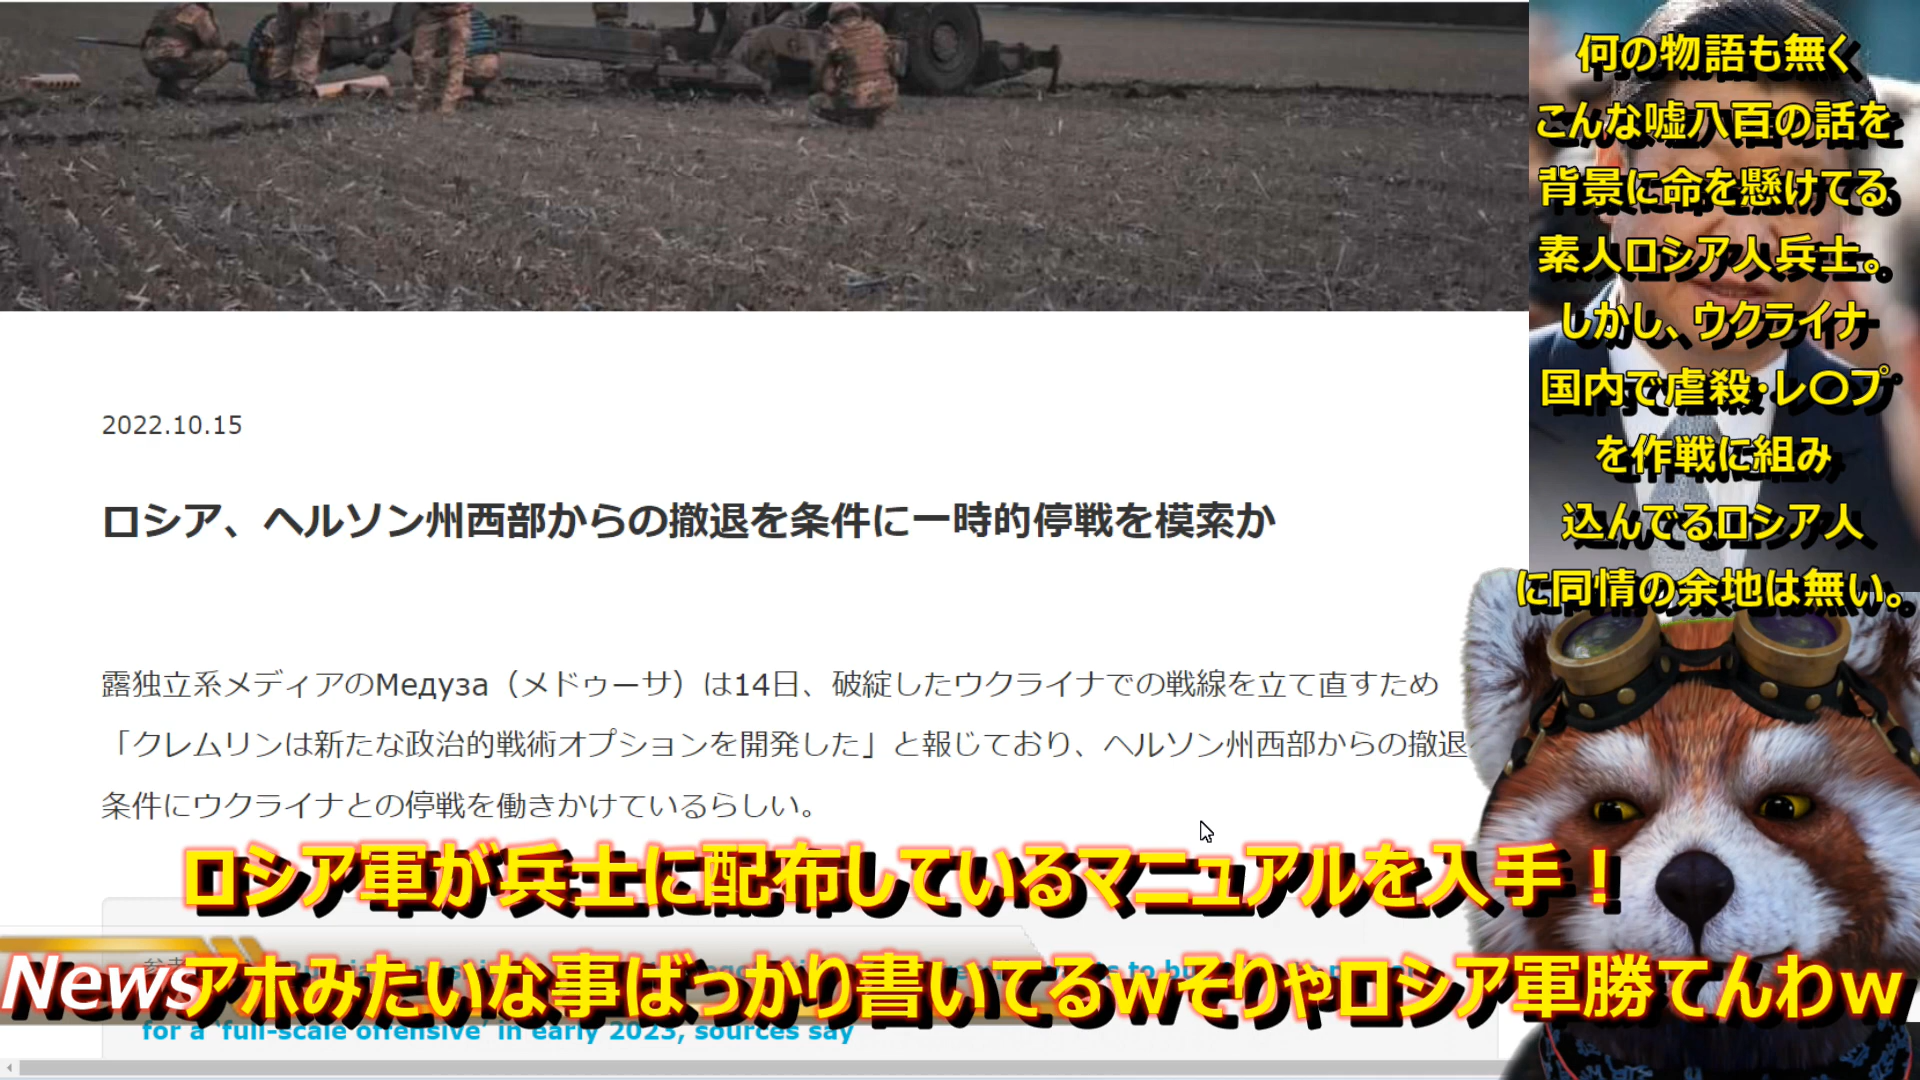 何の物語も無く
こんな嘘八百の話を
背景に命を懸けてる
素人ロシア人兵士。
しかし、ウクライナ
国内で虐殺・レ〇プ
を作戦に組み
込んでるロシア人
に同情の余地は無い。
2022.10.15
ロシア、ヘルソン州西部からの撤退を条件に一時的停戦を模索か
露独立系メディアのМедуза（メドゥーサ）は14日、破綻したウクライナでの戦線を立て直すため
「クレムリンは新たな政治的戦術オプションを開発した」と報じており、ヘルソン州西部からの撤退
条件にウクライナとの停戦を働きかけているらしい。
ロシア軍が兵士に配布しているマニュアルを入手！
News
アホみたいな事ばっかり書いてるｗそりゃロシア軍勝てんわｗ
for a ‘full-scale offensive’ in early 2023, sources say